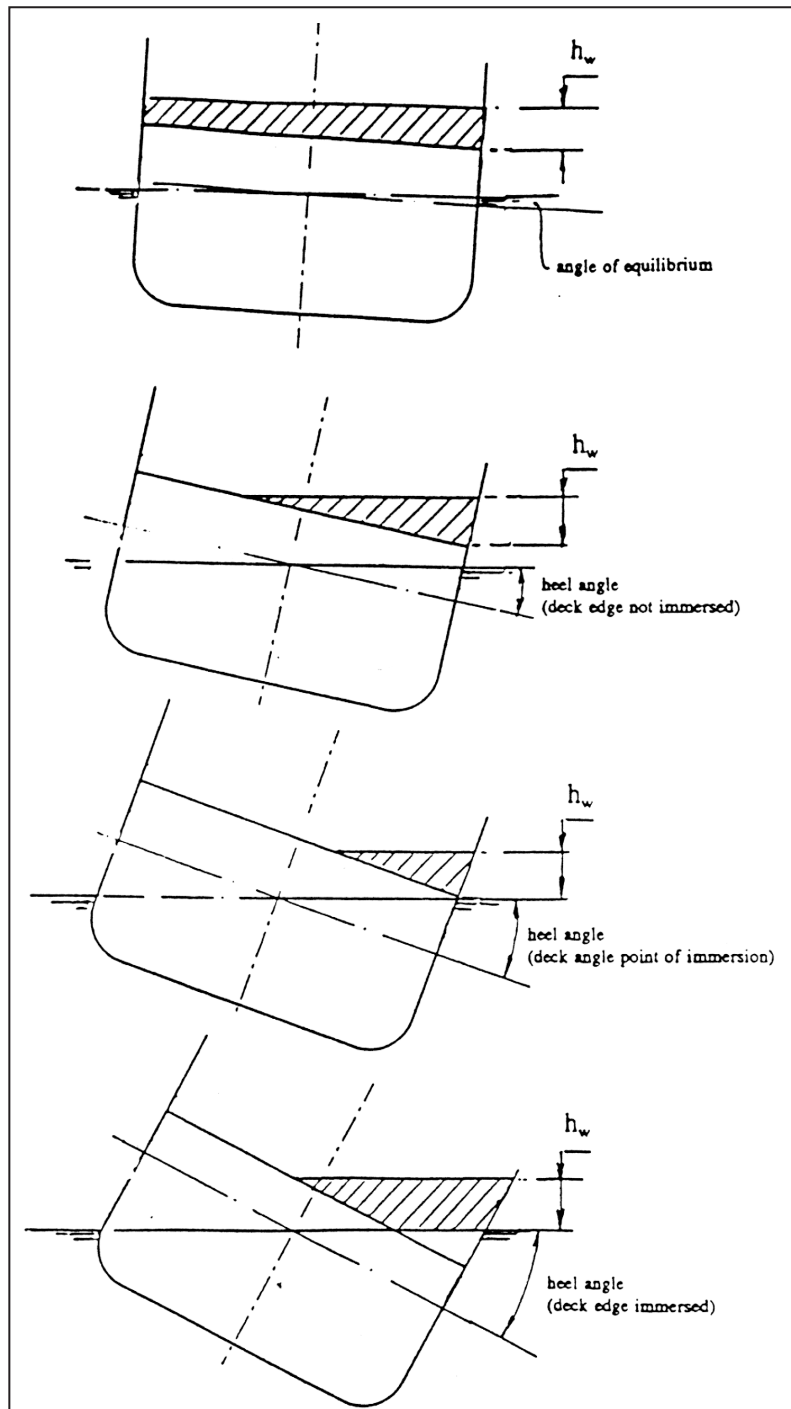 h_w
angle of equilibrium
h_w
heel angle
(deck edge not immersed)
h_w
heel angle
(deck angle point of immersion)
h_w
heel angle
(deck edge immersed)